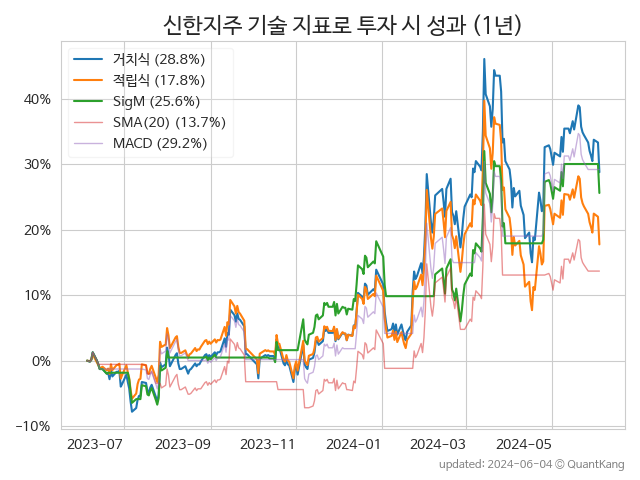 신한지주 기술 지표로 투자 시 성과 (1년)
거치식 (28.8%)
적립식 (17.8%)
SigM (25.6%)
SMA(20) (13.7%)
MACD (29.2%)
40%
30%
20%
10%
0%
−10%
2023-07 2023-09 2023-11 2024-01 2024-03 2024-05
updated: 2024-06-04 © QuantKang